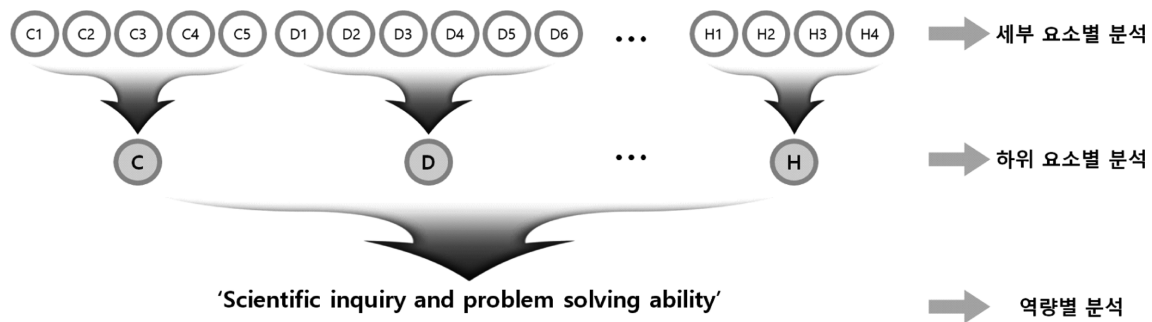 C1 C2 C3 C4 C5 D1 D2 D3 D4 D5 D6 ... H1 H2 H3 H4 세부 요소별 분석
C D ... H 하위 요소별 분석
‘Scientific inquiry and problem solving ability’ 역량별 분석